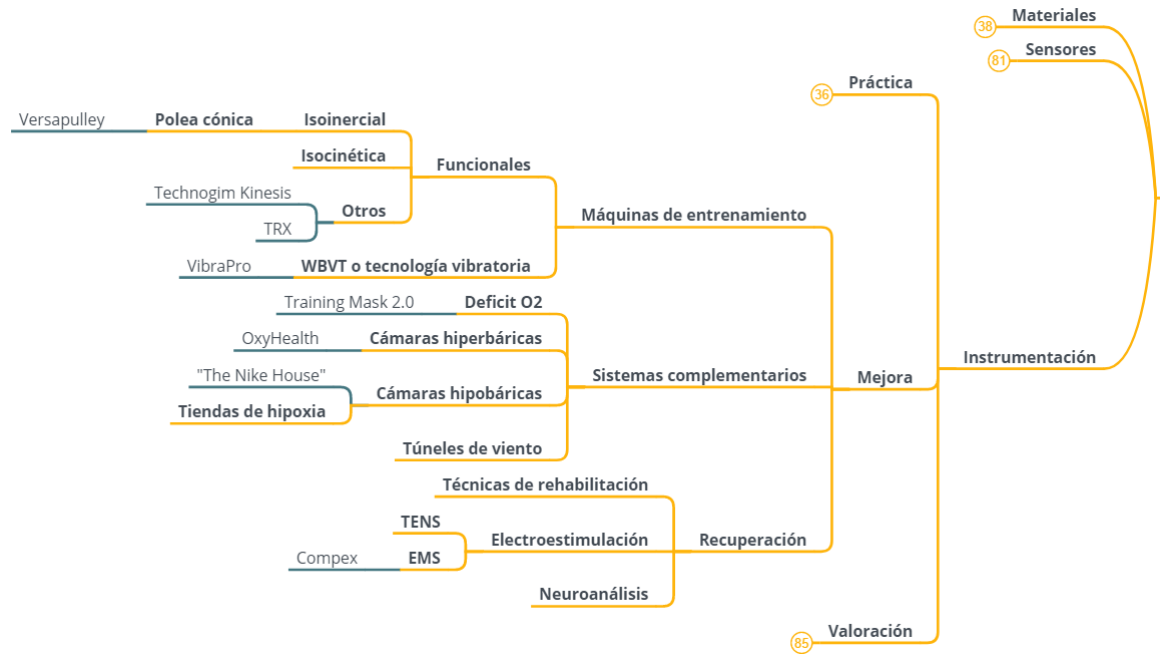 Materiales
38
Sensores
81
Práctica
36
Versapulley
Polea cónica
Isoinercial
Isocinética
Funcionales
Technogim Kinesis
Otros
TRX
Máquinas de entrenamiento
VibraPro
WBVT o tecnología vibratoria
Training Mask 2.0
Deficit O2
OxyHealth
Cámaras hiperbáricas
Instrumentación
"The Nike House"
Cámaras hipobáricas
Sistemas complementarios
Mejora
Tiendas de hipoxia
Túneles de viento
Técnicas de rehabilitación
TENS
Electroestimulación
Recuperación
Compex
EMS
Neuroanálisis
Valoración
85